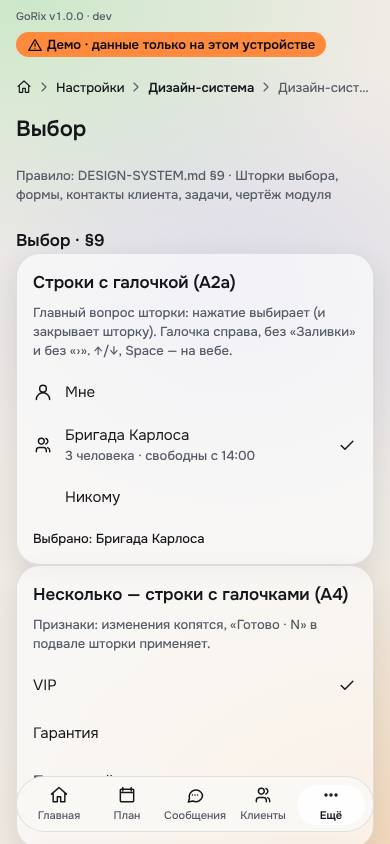 GoRix v1.0.0 · dev
Демо · данные только на этом устройстве
Настройки > Дизайн-система > Дизайн-сист…
Выбор
Правило: DESIGN-SYSTEM.md §9 · Шторки выбора,
формы, контакты клиента, задачи, чертёж модуля
Выбор · §9
Строки с галочкой (А2а)
Главный вопрос шторки: нажатие выбирает (и
закрывает шторку). Галочка справа, без «Заливки»
и без «›». ↑/↓, Space — на вебе.
Мне
Бригада Карлоса
3 человека · свободны с 14:00
Никому
Выбрано: Бригада Карлоса
Несколько — строки с галочками (А4)
Признаки: изменения копятся, «Готово · N» в
подвале шторки применяет.
VIP
Гарантия
Главная План Сообщения Клиенты Ещё